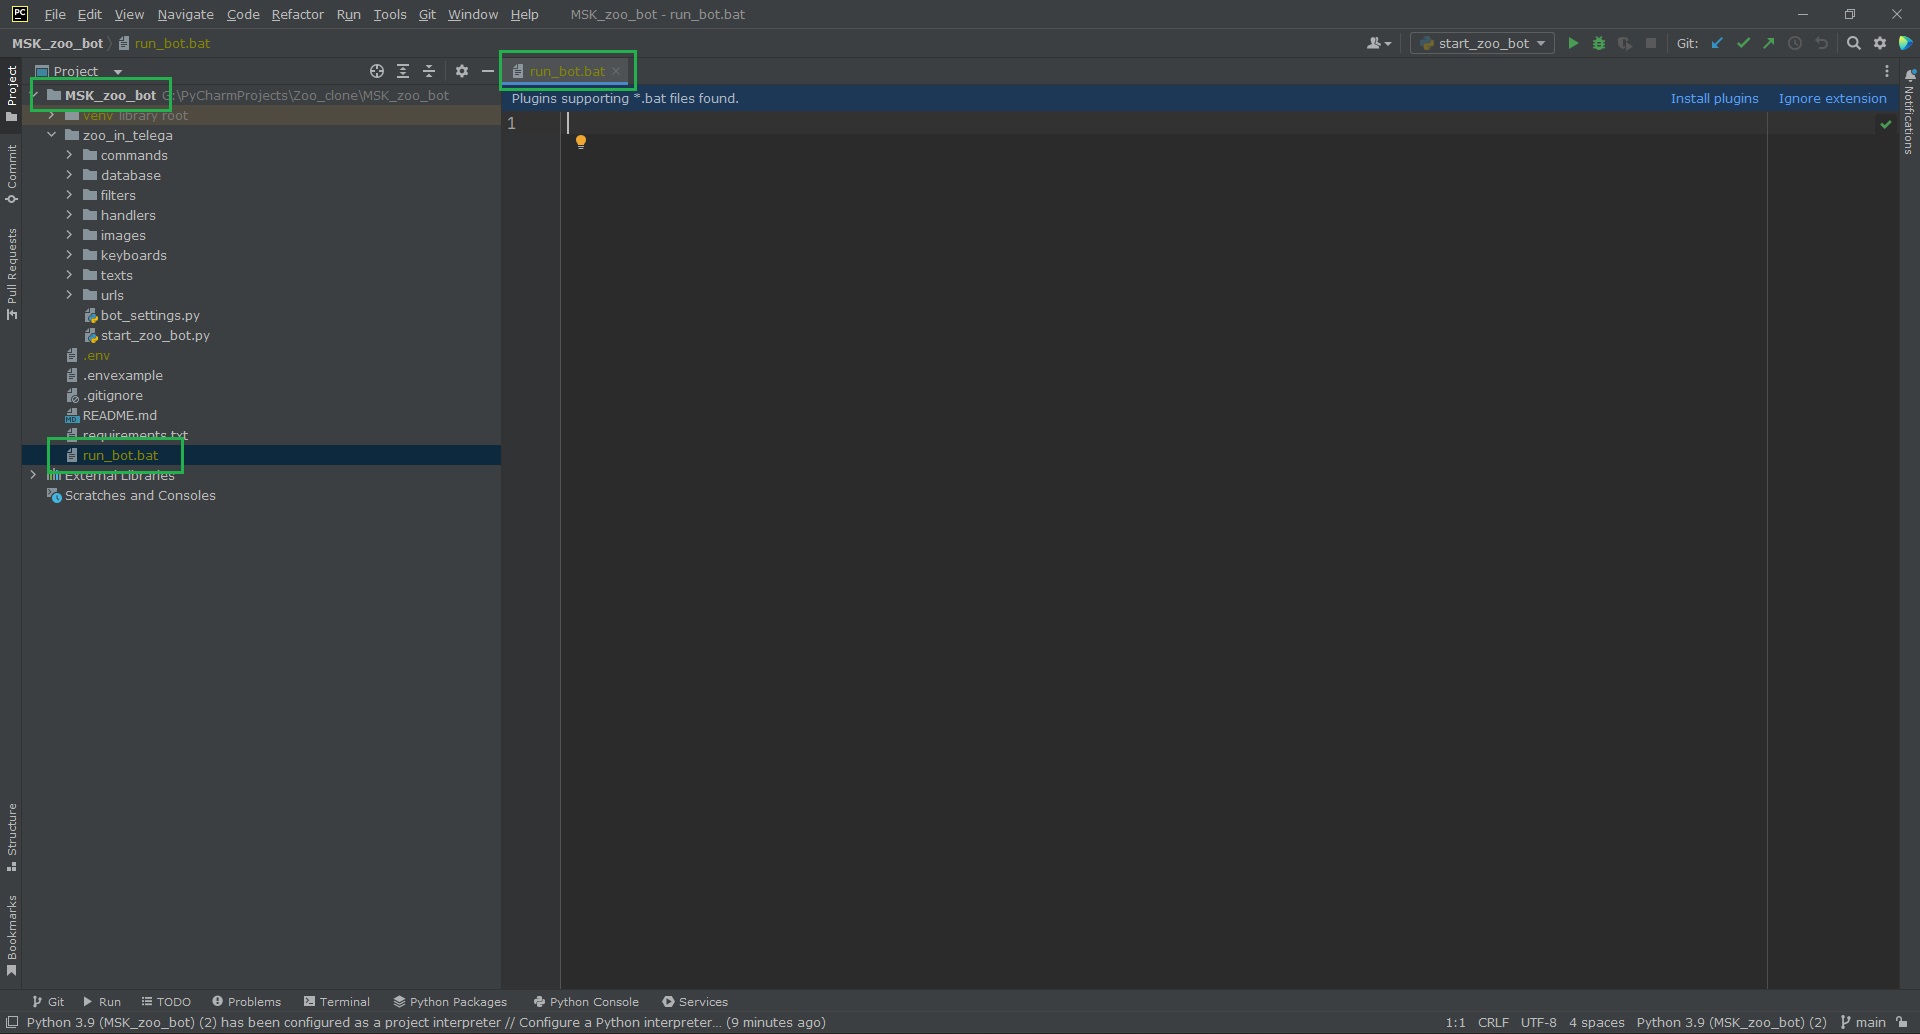 PC File Edit View Navigate Code Refactor Run Tools Git Window Help MSK_zoo_bot - run_bot.bat
MSK_zoo_bot run_bot.bat start_zoo_bot Git:
Project
run_bot.bat
MSK_zoo_bot G:\PyCharmProjects\Zoo_clone\MSK_zoo_bot
Plugins supporting *.bat files found. Install plugins Ignore extension
venv library root
1
zoo_in_telega
commands
database
filters
handlers
images
keyboards
texts
urls
bot_settings.py
start_zoo_bot.py
.env
.envexample
.gitignore
README.md
requirements.txt
run_bot.bat
External Libraries
Scratches and Consoles
Project
Commit
Pull Requests
Structure
Bookmarks
Notifications
Git Run TODO Problems Terminal Python Packages Python Console Services
Python 3.9 (MSK_zoo_bot) (2) has been configured as a project interpreter // Configure a Python interpreter... (9 minutes ago) 1:1 CRLF UTF-8 4 spaces Python 3.9 (MSK_zoo_bot) (2) main